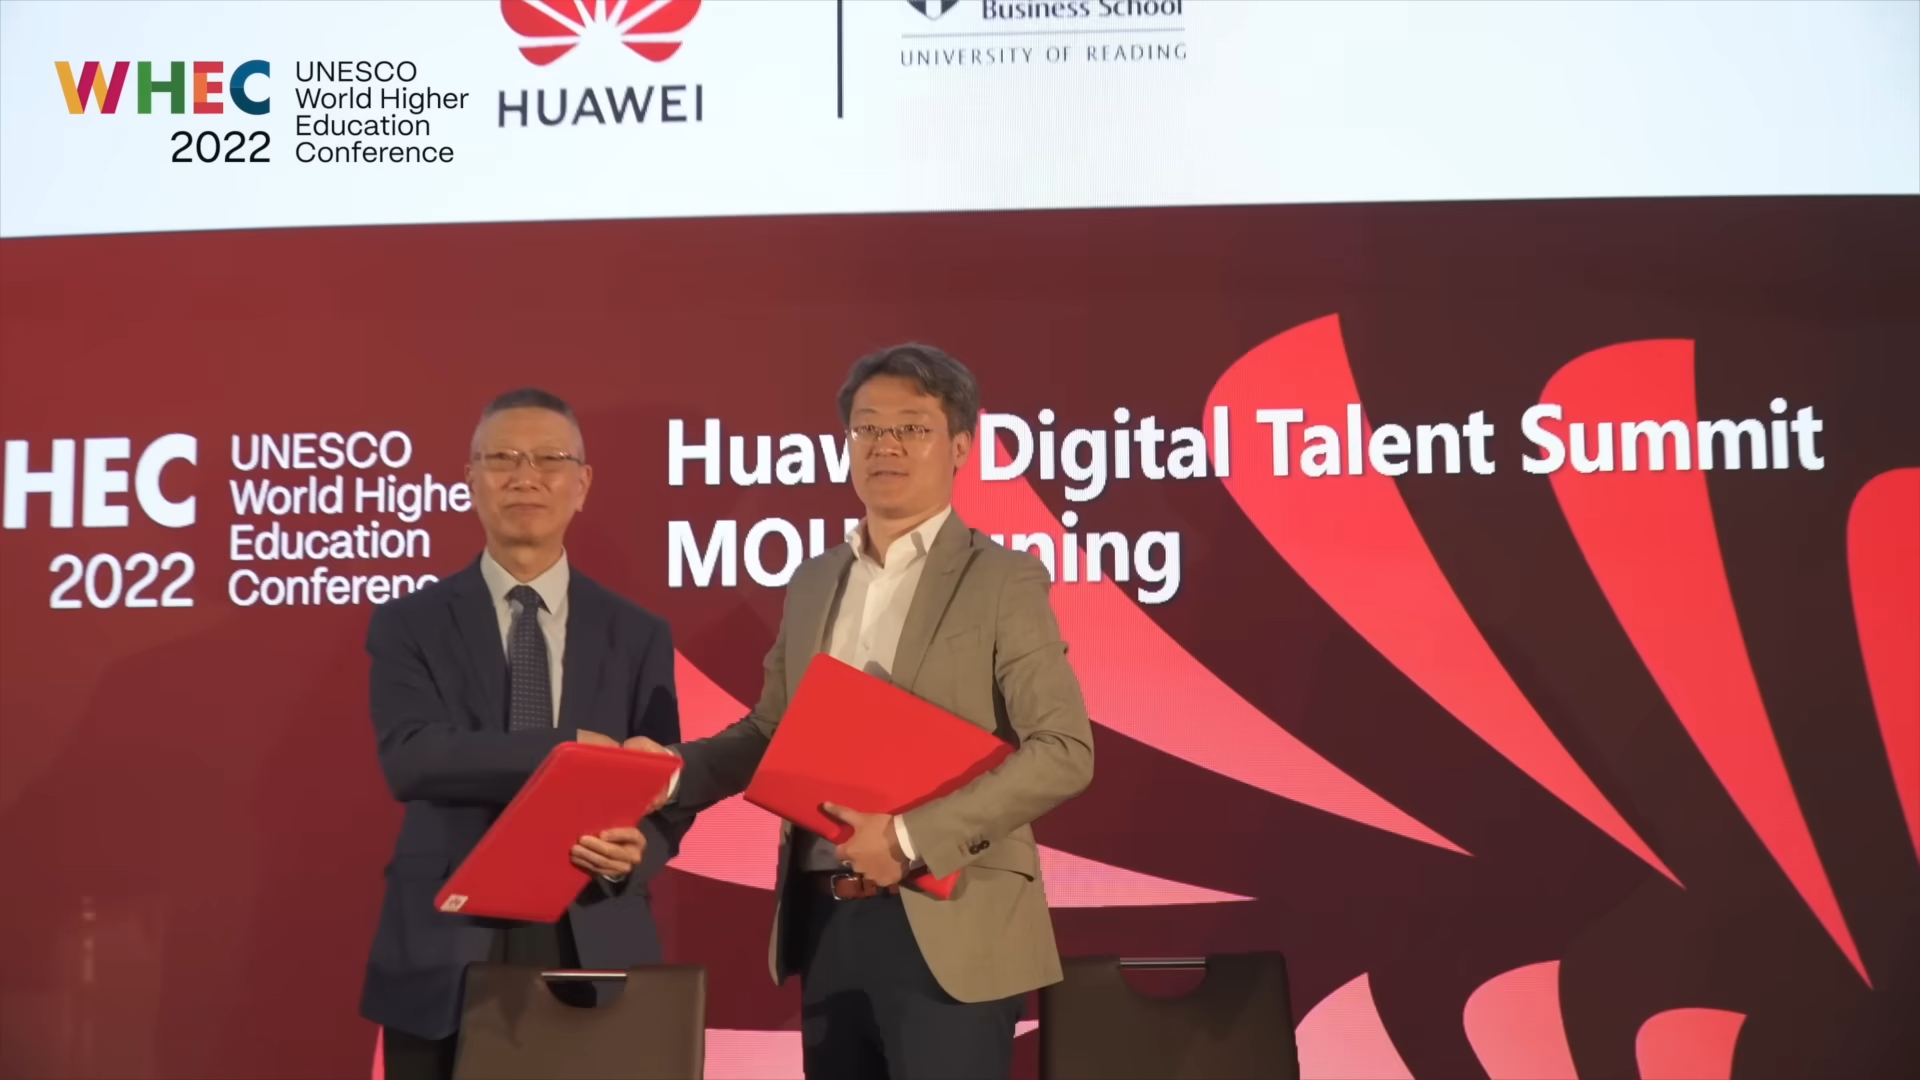 Business School
UNIVERSITY OF READING
HUAWEI
WHEC
2022
UNESCO
World Higher
Education
Conference
HEC
2022
UNESCO
World Highe
Education
Conferenc
Huaw Digital Talent Summit
MOU ning